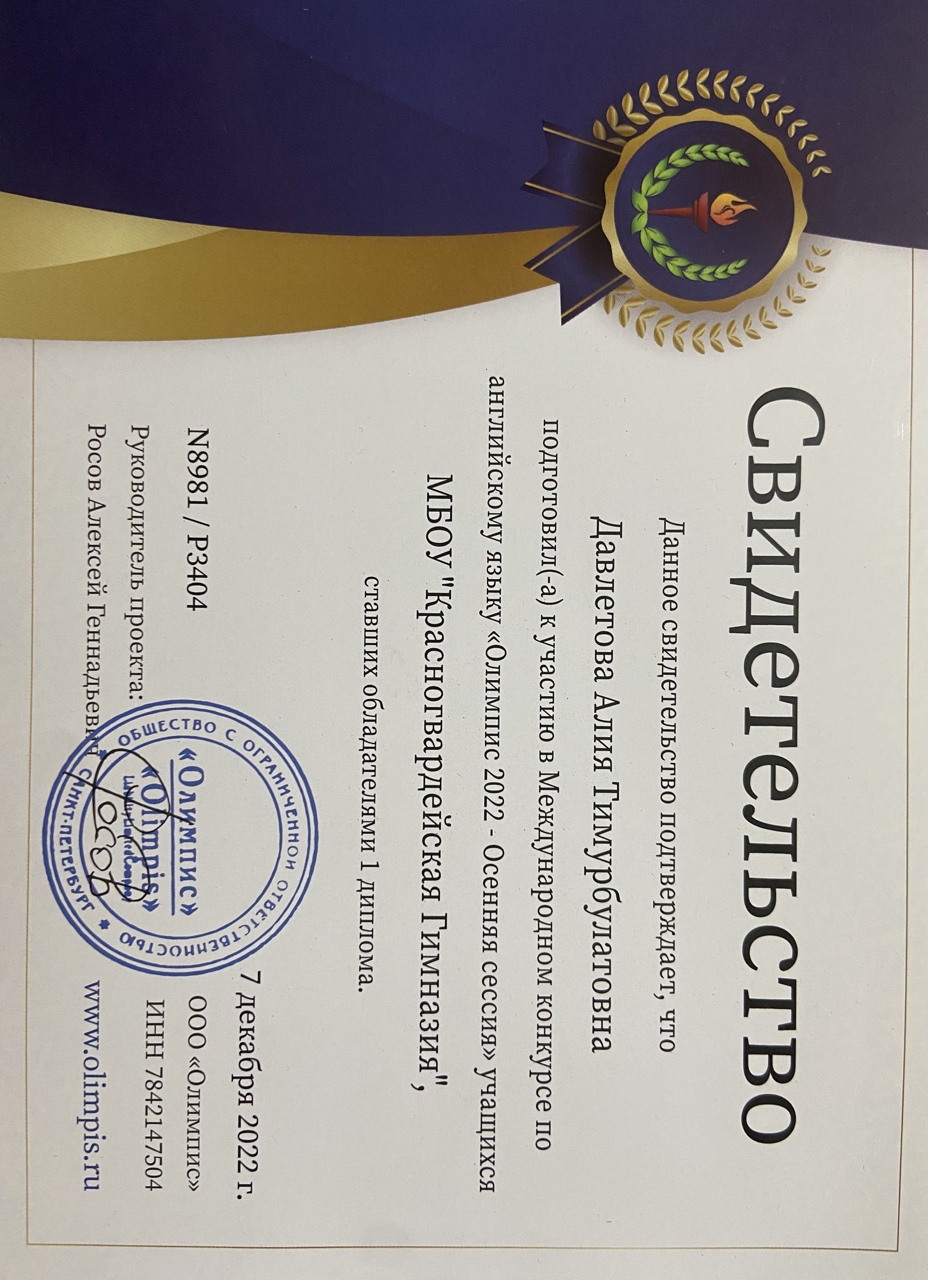 Свидетельство
Данное свидетельство подтверждает, что
Давлетова Алия Тимурбулатовна
подготовил(-а) к участию в Международном конкурсе по
английскому языку «Олимпис 2022 - Осенняя сессия» учащихся
МБОУ "Красногвардейская Гимназия",
ставших обладателями 1 диплома.
N8981 / P3404
Руководитель проекта:
Росов Алексей Геннадьевич
ОБЩЕСТВО С ОГРАНИЧЕННОЙ ОТВЕТСТВЕННОСТЬЮ
САНКТ-ПЕТЕРБУРГ
«Олимпис»
«Olimpis»
7 декабря 2022 г.
ООО «Олимпис»
ИНН 7842147504
www.olimpis.ru